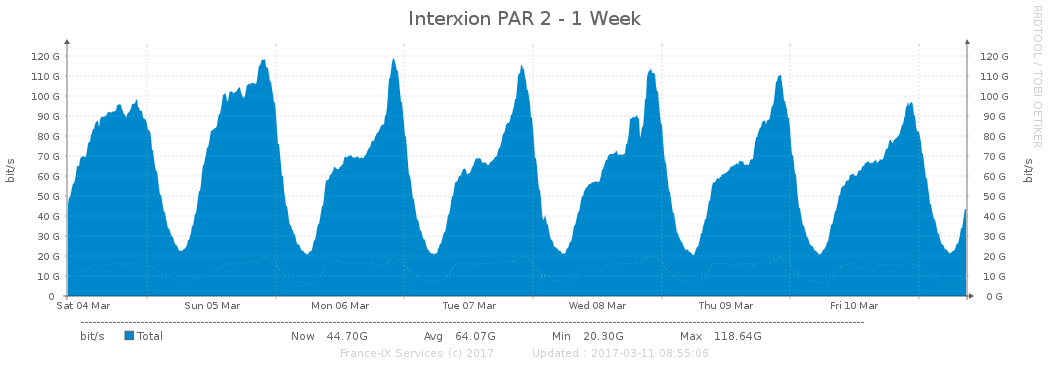 Interxion PAR 2 - 1 Week
RRDTOOL / TOBI OETIKER
bit/s
120 G
110 G
100 G
90 G
80 G
70 G
60 G
50 G
40 G
30 G
20 G
10 G
0
120 G
110 G
100 G
90 G
80 G
70 G
60 G
50 G
40 G
30 G
20 G
10 G
0 G
bit/s
Sat 04 Mar Sun 05 Mar Mon 06 Mar Tue 07 Mar Wed 08 Mar Thu 09 Mar Fri 10 Mar
bit/s Total Now 44.70G Avg 64.07G Min 20.30G Max 118.64G
France-IX Services (c) 2017 Updated : 2017-03-11 08:55:06